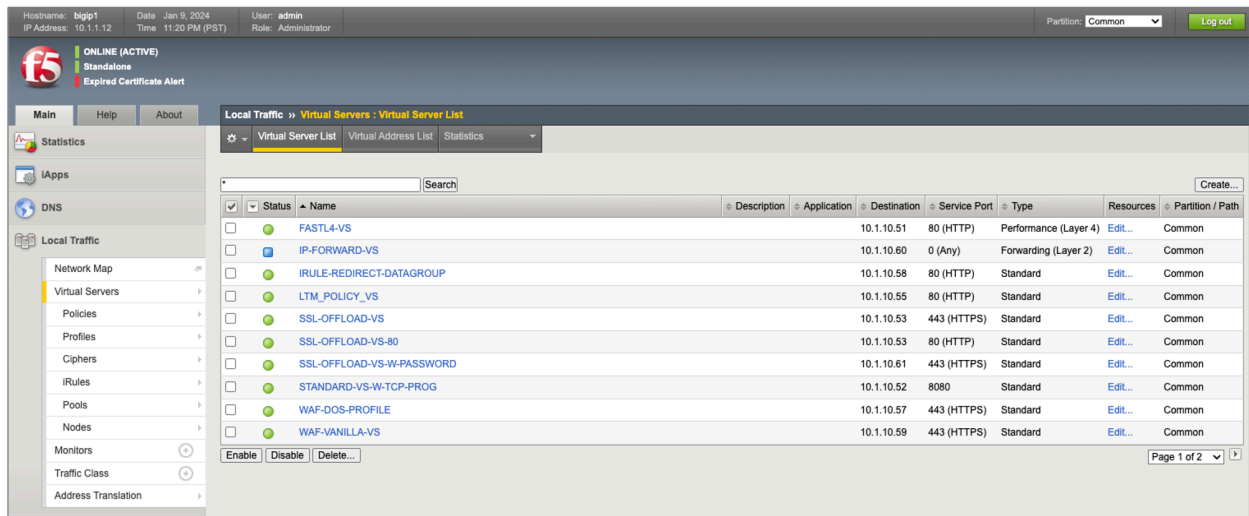 Hostname: bigip1 Date Jan 9, 2024 User: admin
IP Address: 10.1.1.12 Time 11:20 PM (PST) Role: Administrator
Partition: Common Log out
f5
ONLINE (ACTIVE)
Standalone
Expired Certificate Alert
Main Help About
Statistics
iApps
DNS
Local Traffic
Network Map
Virtual Servers
Policies
Profiles
Ciphers
iRules
Pools
Nodes
Monitors
Traffic Class
Address Translation
Local Traffic ›› Virtual Servers : Virtual Server List
Virtual Server List Virtual Address List Statistics
* Search Create...
Status Name Description Application Destination Service Port Type Resources Partition / Path
FASTL4-VS 10.1.10.51 80 (HTTP) Performance (Layer 4) Edit... Common
IP-FORWARD-VS 10.1.10.60 0 (Any) Forwarding (Layer 2) Edit... Common
IRULE-REDIRECT-DATAGROUP 10.1.10.58 80 (HTTP) Standard Edit... Common
LTM_POLICY_VS 10.1.10.55 80 (HTTP) Standard Edit... Common
SSL-OFFLOAD-VS 10.1.10.53 443 (HTTPS) Standard Edit... Common
SSL-OFFLOAD-VS-80 10.1.10.53 80 (HTTP) Standard Edit... Common
SSL-OFFLOAD-VS-W-PASSWORD 10.1.10.61 443 (HTTPS) Standard Edit... Common
STANDARD-VS-W-TCP-PROG 10.1.10.52 8080 Standard Edit... Common
WAF-DOS-PROFILE 10.1.10.57 443 (HTTPS) Standard Edit... Common
WAF-VANILLA-VS 10.1.10.59 443 (HTTPS) Standard Edit... Common
Enable Disable Delete... Page 1 of 2